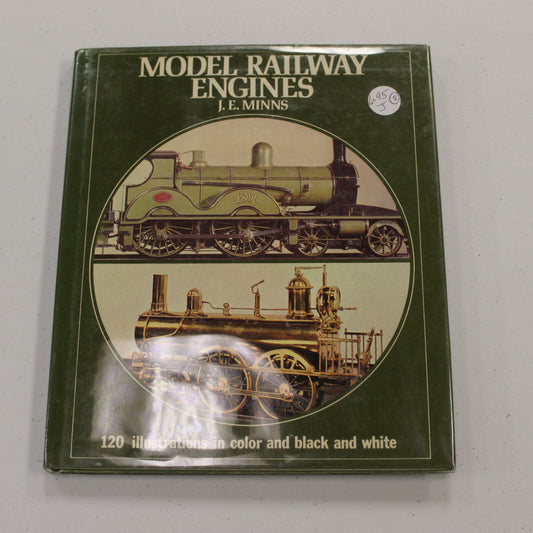 MODEL RAILWAY
ENGINES
J. E. MINNS
120 illustrations in color and black and white